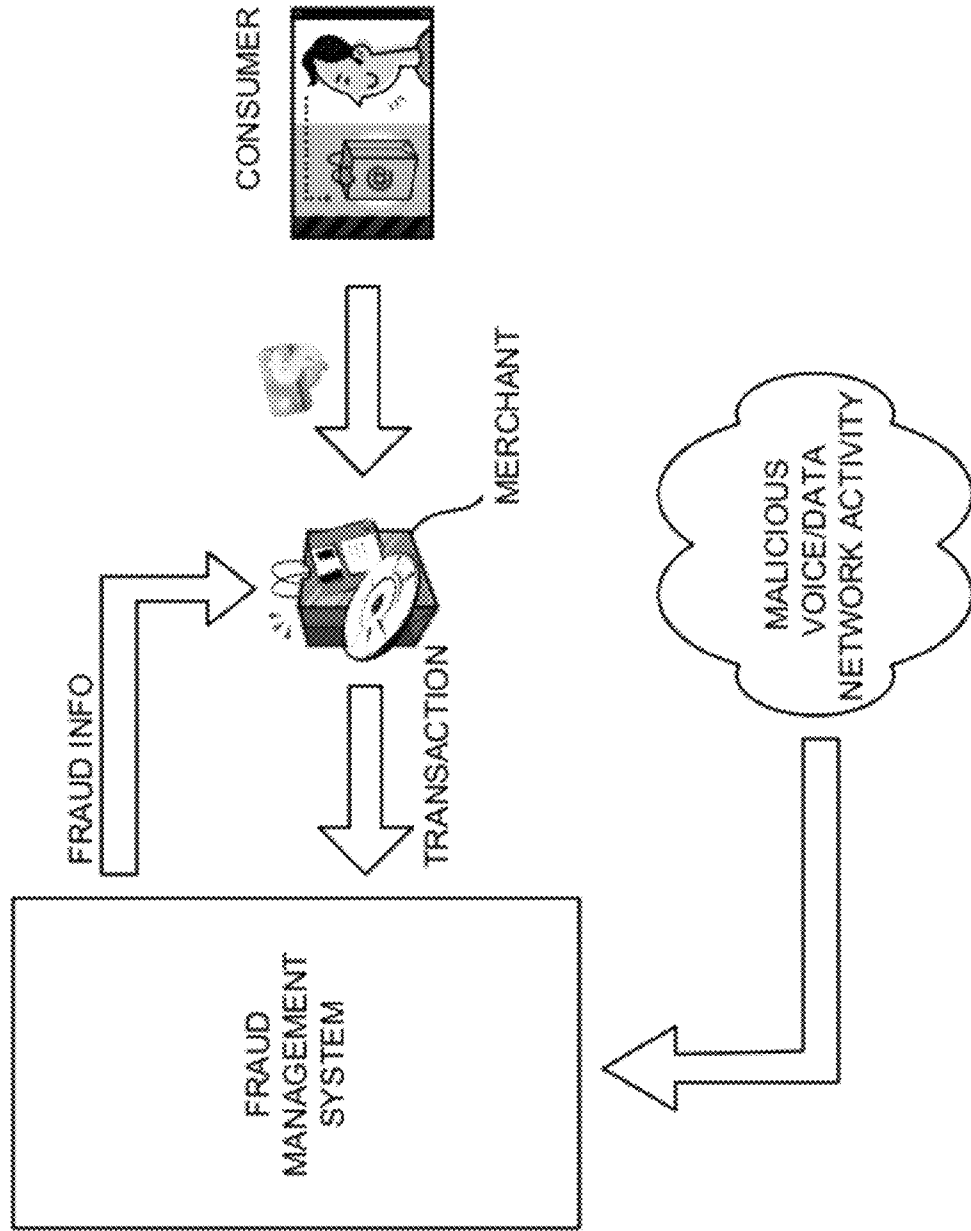 CONSUMER
MERCHANT
FRAUD INFO
TRANSACTION
FRAUD
MANAGEMENT
SYSTEM
MALICIOUS
VOICE/DATA
NETWORK ACTIVITY